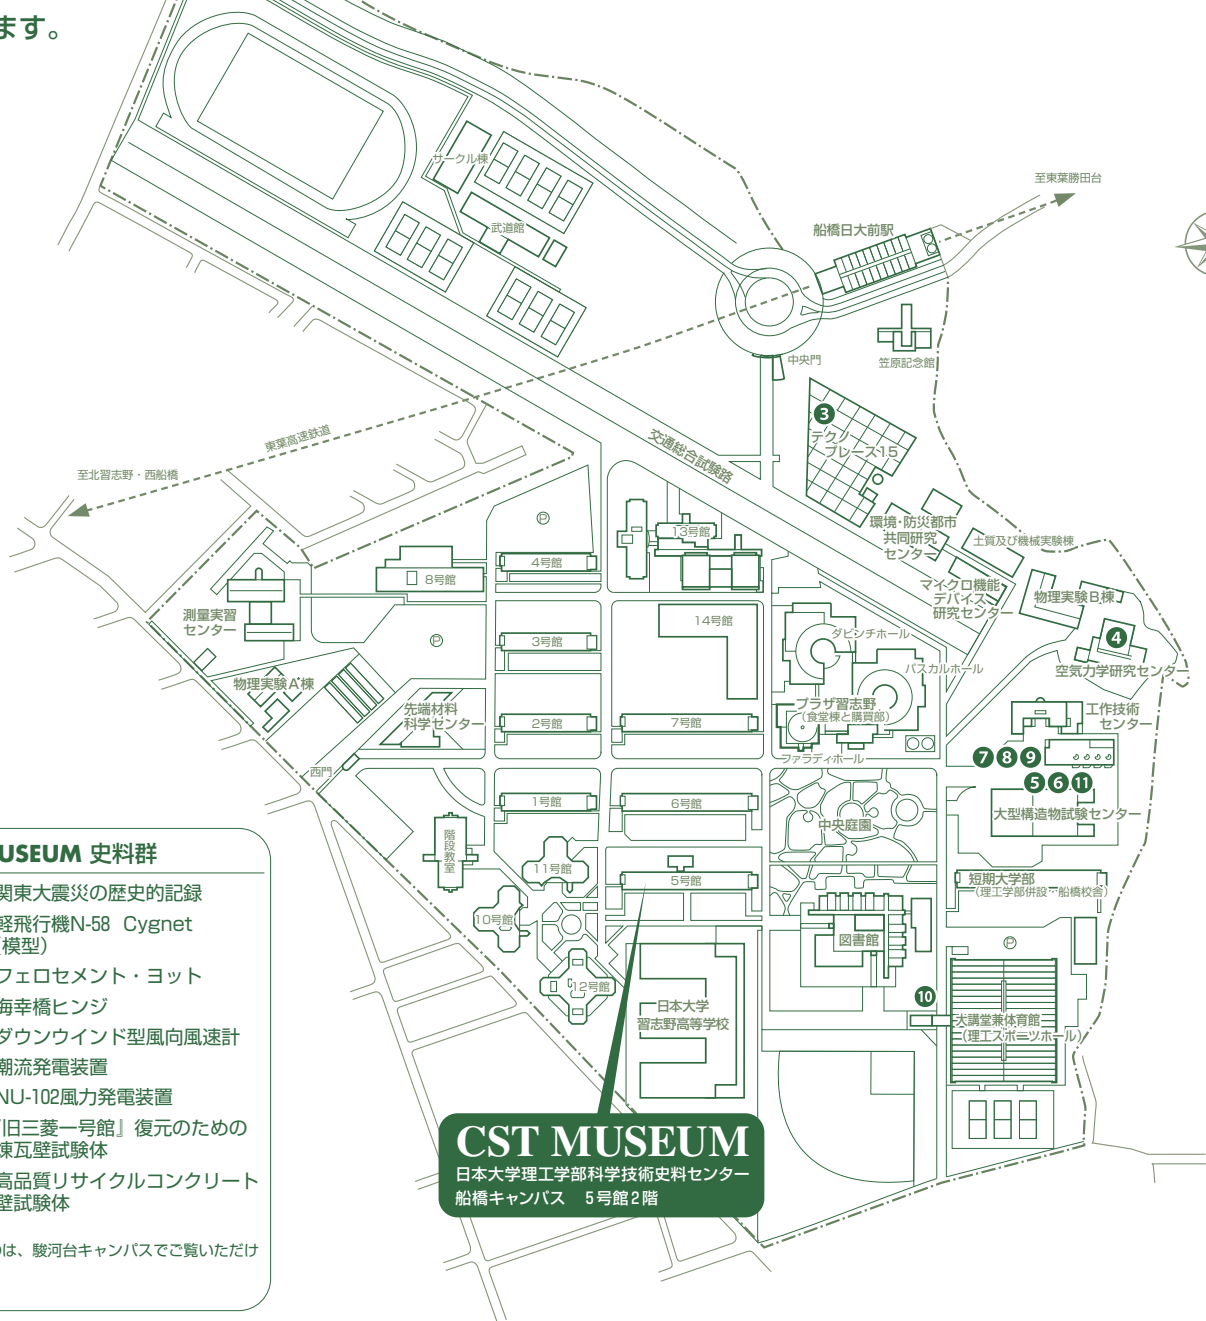 ます。
至東葉勝田台
船橋日大前駅
サークル棟
武道館
中央門
笠原記念館
3
テクノ
プレース15
東葉高速鉄道
至北習志野・西船橋
交通総合試験路
環境・防災都市
共同研究
センター
土質及び機械実験棟
マイクロ機能
デバイス
研究センター
物理実験B棟
4
空気力学研究センター
P
13号館
4号館
8号館
測量実習
センター
14号館
3号館
P
ダビンチホール
パスカルホール
物理実験A棟
先端材料
科学センター
2号館
7号館
プラザ習志野
(食堂棟と購買部)
ファラディホール
工作技術
センター
7 8 9
5 6 11
大型構造物試験センター
西門
1号館
6号館
中央庭園
階段教室
11号館
5号館
短期大学部
(理工学部併設・船橋校舎)
10号館
図書館
P
12号館
10
日本大学
習志野高等学校
大講堂兼体育館
(理工スポーツホール)
CST MUSEUM
日本大学理工学部科学技術史料センター
船橋キャンパス 5号館2階
USEUM 史料群
関東大震災の歴史的記録
軽飛行機N-58 Cygnet
模型)
フェロセメント・ヨット
海幸橋ヒンジ
ダウンウインド型風向風速計
潮流発電装置
NU-102風力発電装置
『旧三菱一号館』復元のための
煉瓦壁試験体
高品質リサイクルコンクリート
壁試験体
は、駿河台キャンパスでご覧いただけ